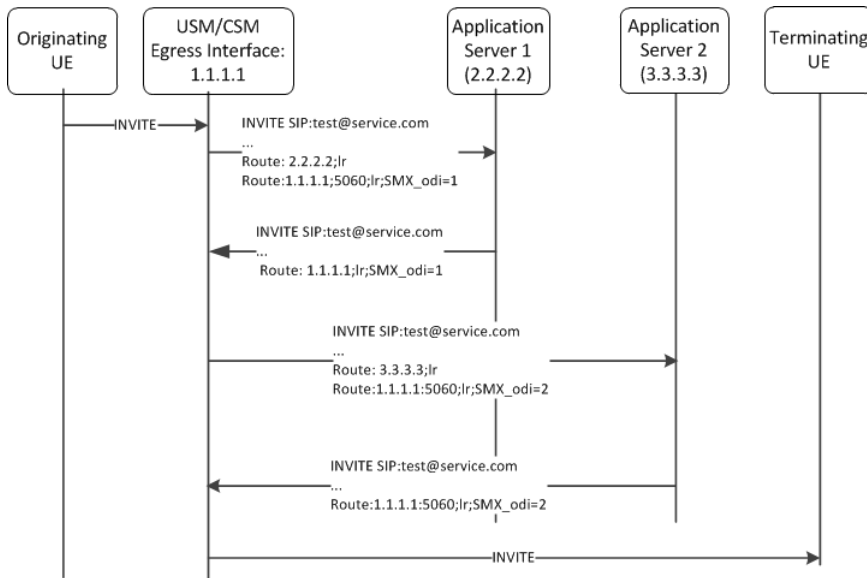 Originating
UE
USM/CSM
Egress Interface:
1.1.1.1
Application
Server 1
(2.2.2.2)
Application
Server 2
(3.3.3.3)
Terminating
UE
INVITE
INVITE SIP:test@service.com
...
Route: 2.2.2.2;lr
Route:1.1.1.1;5060;lr;SMX_odi=1
INVITE SIP:test@service.com
...
Route: 1.1.1.1;lr;SMX_odi=1
INVITE SIP:test@service.com
...
Route: 3.3.3.3;lr
Route:1.1.1.1:5060;lr;SMX_odi=2
INVITE SIP:test@service.com
...
Route:1.1.1.1:5060;lr;SMX_odi=2
INVITE